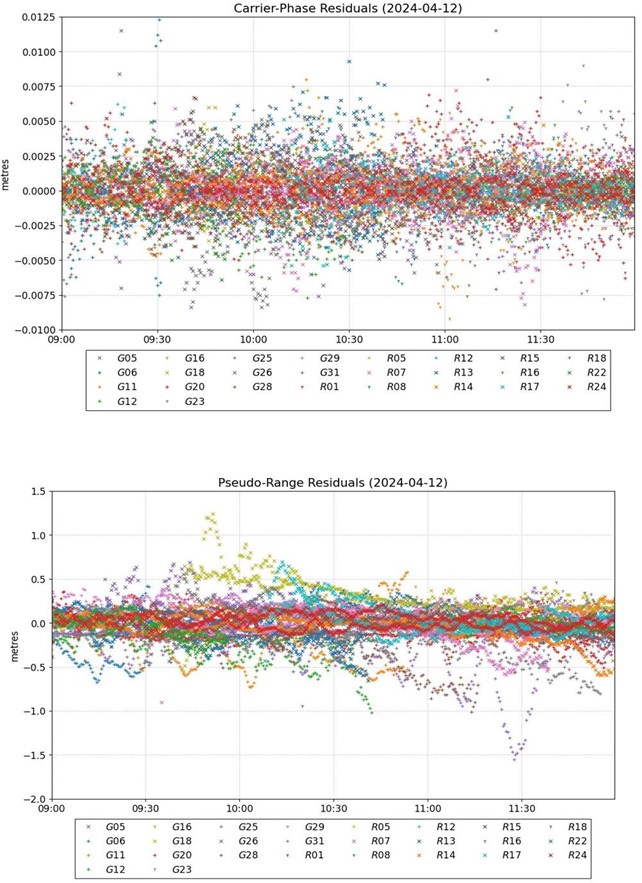 Carrier-Phase Residuals (2024-04-12)
0.0125
0.0100
0.0075
0.0050
0.0025
0.0000
−0.0025
−0.0050
−0.0075
−0.0100
metres
09:00 09:30 10:00 10:30 11:00 11:30
G05 G16 G25 G29 R05 R12 R15 R18
G06 G18 G26 G31 R07 R13 R16 R22
G11 G20 G28 R01 R08 R14 R17 R24
G12 G23
Pseudo-Range Residuals (2024-04-12)
1.5
1.0
0.5
0.0
−0.5
−1.0
−1.5
−2.0
metres
09:00 09:30 10:00 10:30 11:00 11:30
G05 G16 G25 G29 R05 R12 R15 R18
G06 G18 G26 G31 R07 R13 R16 R22
G11 G20 G28 R01 R08 R14 R17 R24
G12 G23